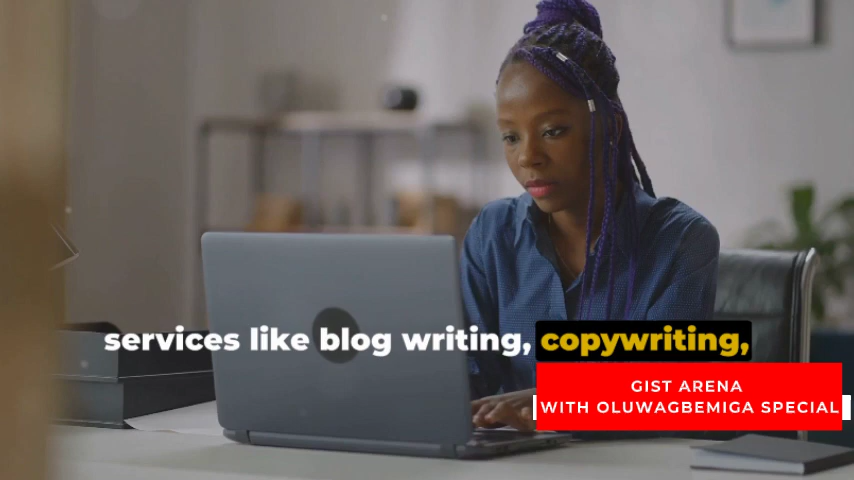 services like blog writing, copywriting,
GIST ARENA
WITH OLUWAGBEMIGA SPECIAL